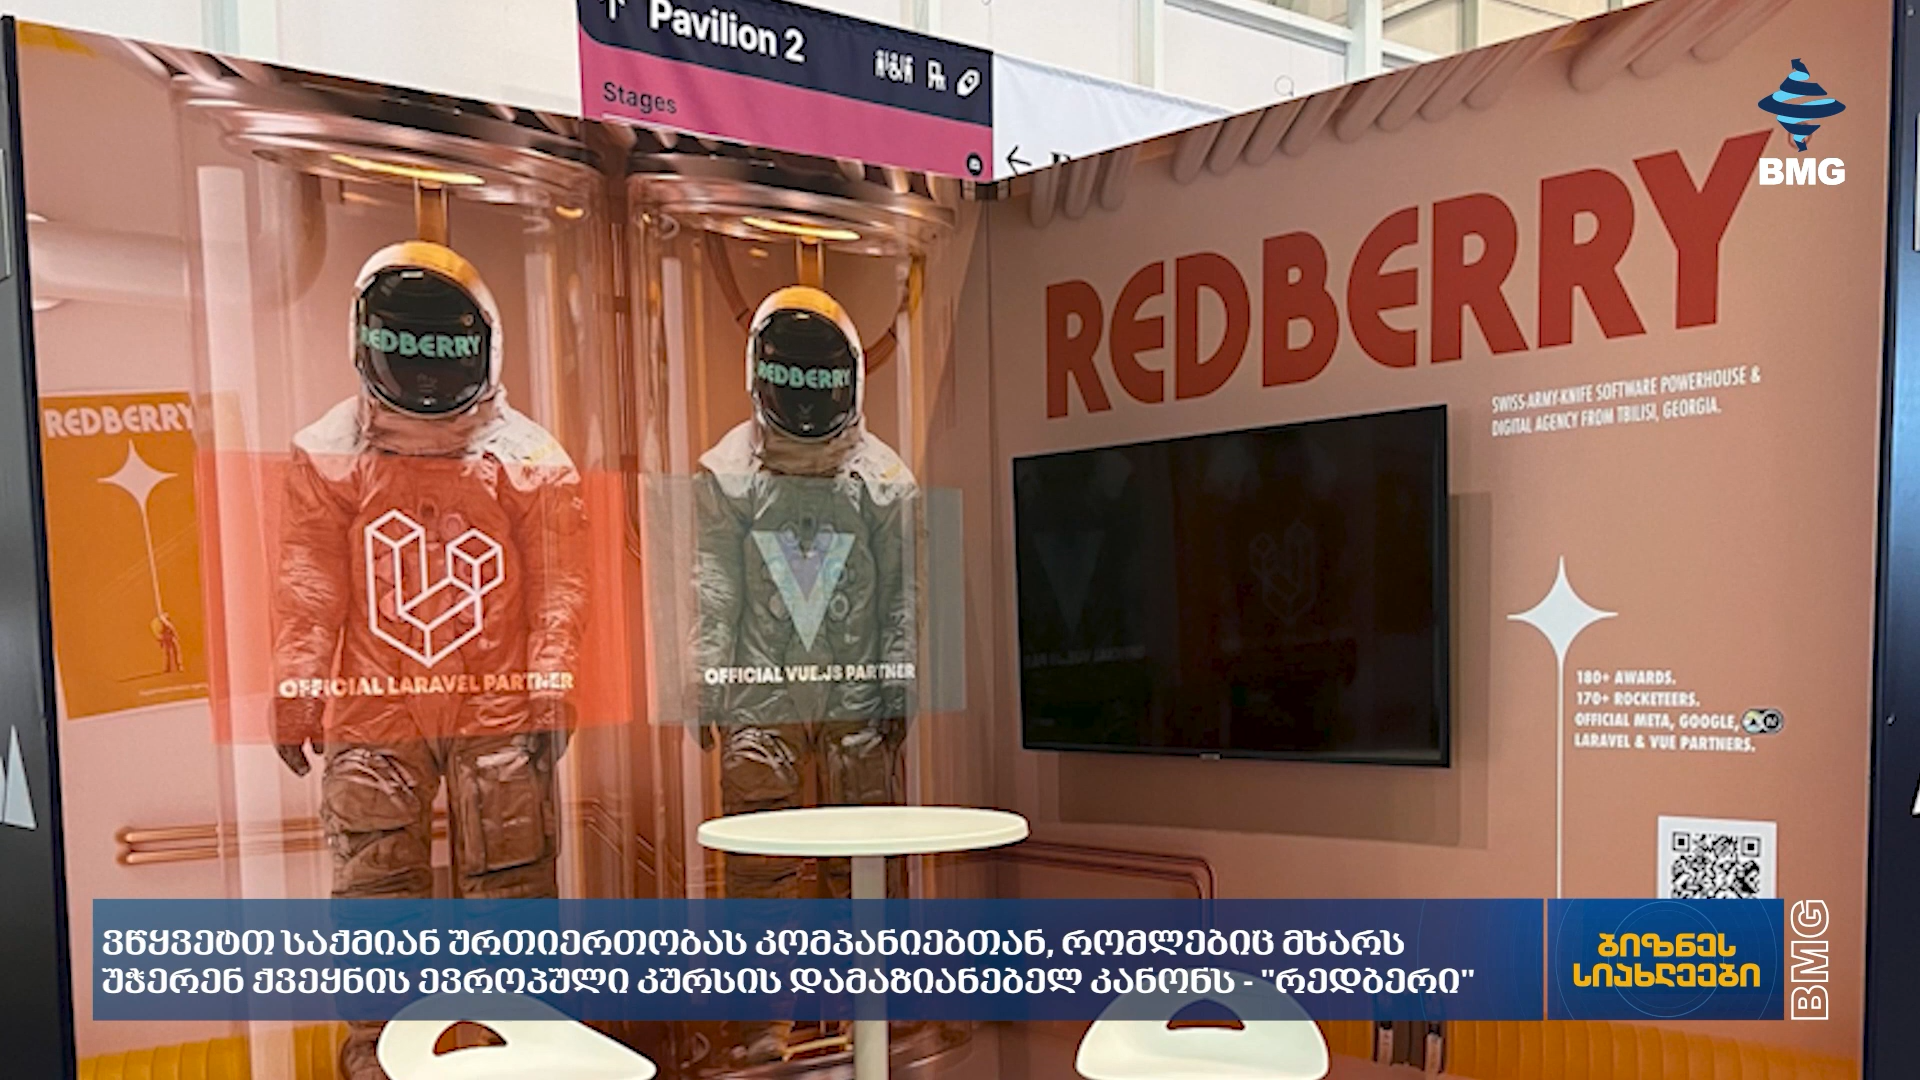 Pavilion 2
Stages
BMG
REDBERRY
SWISS-ARMY-KNIFE SOFTWARE POWERHOUSE &
DIGITAL AGENCY FROM TBILISI, GEORGIA.
REDBERRY
REDBERRY
REDBERRY
OFFICIAL LARAVEL PARTNER
OFFICIAL VUE.JS PARTNER
180+ AWARDS.
170+ ROCKETEERS.
OFFICIAL META, GOOGLE,
LARAVEL & VUE PARTNERS.
ვწყვეტთ საქმიან ურთიერთობას კომპანიებთან, რომლებიც მხარს
უჭერენ ქვეყნის ევროპული კურსის დამაზიანებელ კანონს - "რედბერი"
ბიზნეს
სიახლეები
BMG